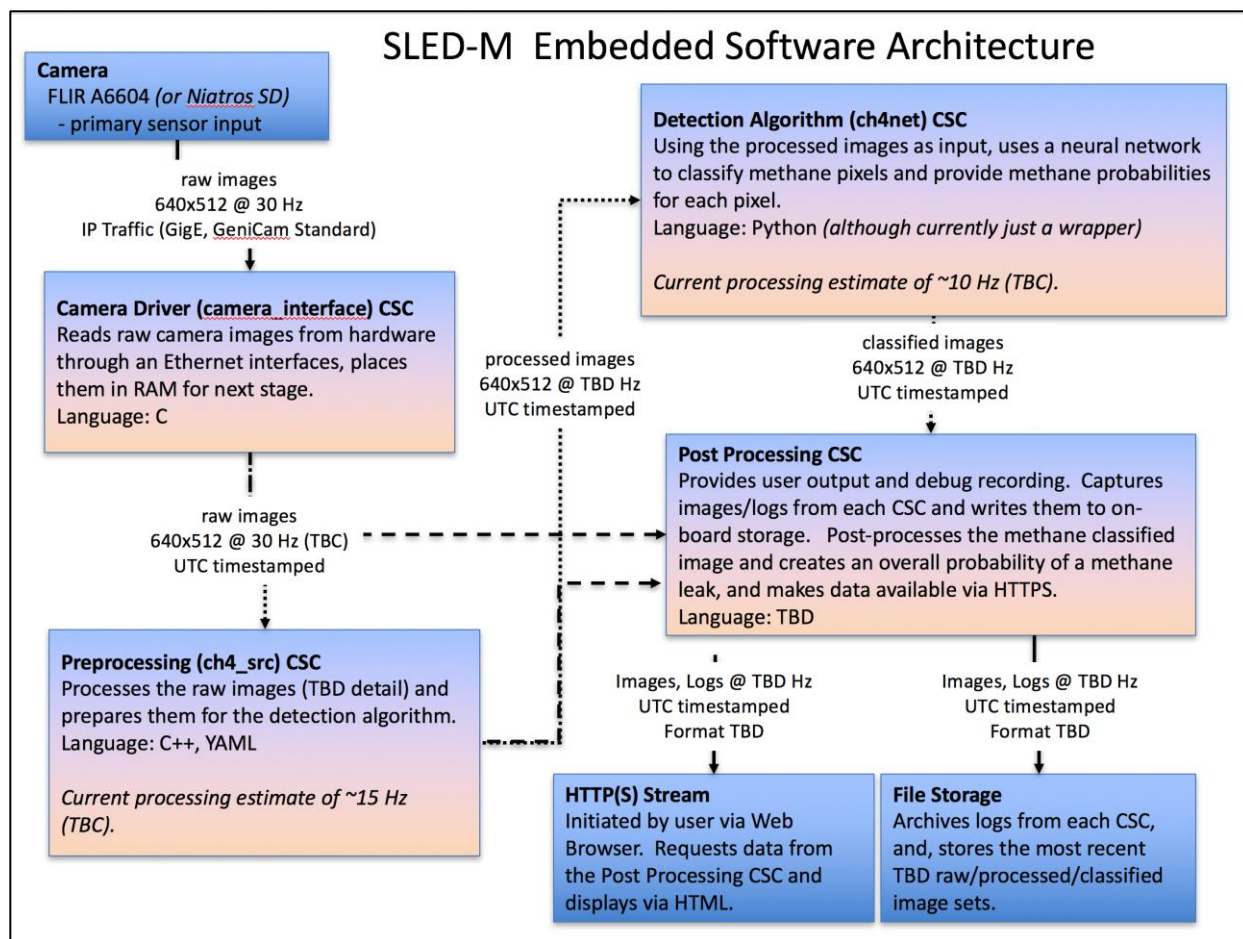 SLED-M Embedded Software Architecture
Camera
FLIR A6604 (or Niatros SD)
- primary sensor input
raw images
640x512 @ 30 Hz
IP Traffic (GigE, GeniCam Standard)
Camera Driver (camera_interface) CSC
Reads raw camera images from hardware
through an Ethernet interfaces, places
them in RAM for next stage.
Language: C
raw images
640x512 @ 30 Hz (TBC)
UTC timestamped
Preprocessing (ch4_src) CSC
Processes the raw images (TBD detail) and
prepares them for the detection algorithm.
Language: C++, YAML
Current processing estimate of ~15 Hz
(TBC).
processed images
640x512 @ TBD Hz
UTC timestamped
Detection Algorithm (ch4net) CSC
Using the processed images as input, uses a neural network
to classify methane pixels and provide methane probabilities
for each pixel.
Language: Python (although currently just a wrapper)
Current processing estimate of ~10 Hz (TBC).
classified images
640x512 @ TBD Hz
UTC timestamped
Post Processing CSC
Provides user output and debug recording. Captures
images/logs from each CSC and writes them to on-
board storage. Post-processes the methane classified
image and creates an overall probability of a methane
leak, and makes data available via HTTPS.
Language: TBD
Images, Logs @ TBD Hz
UTC timestamped
Format TBD
Images, Logs @ TBD Hz
UTC timestamped
Format TBD
HTTP(S) Stream
Initiated by user via Web
Browser. Requests data from
the Post Processing CSC and
displays via HTML.
File Storage
Archives logs from each CSC,
and, stores the most recent
TBD raw/processed/classified
image sets.